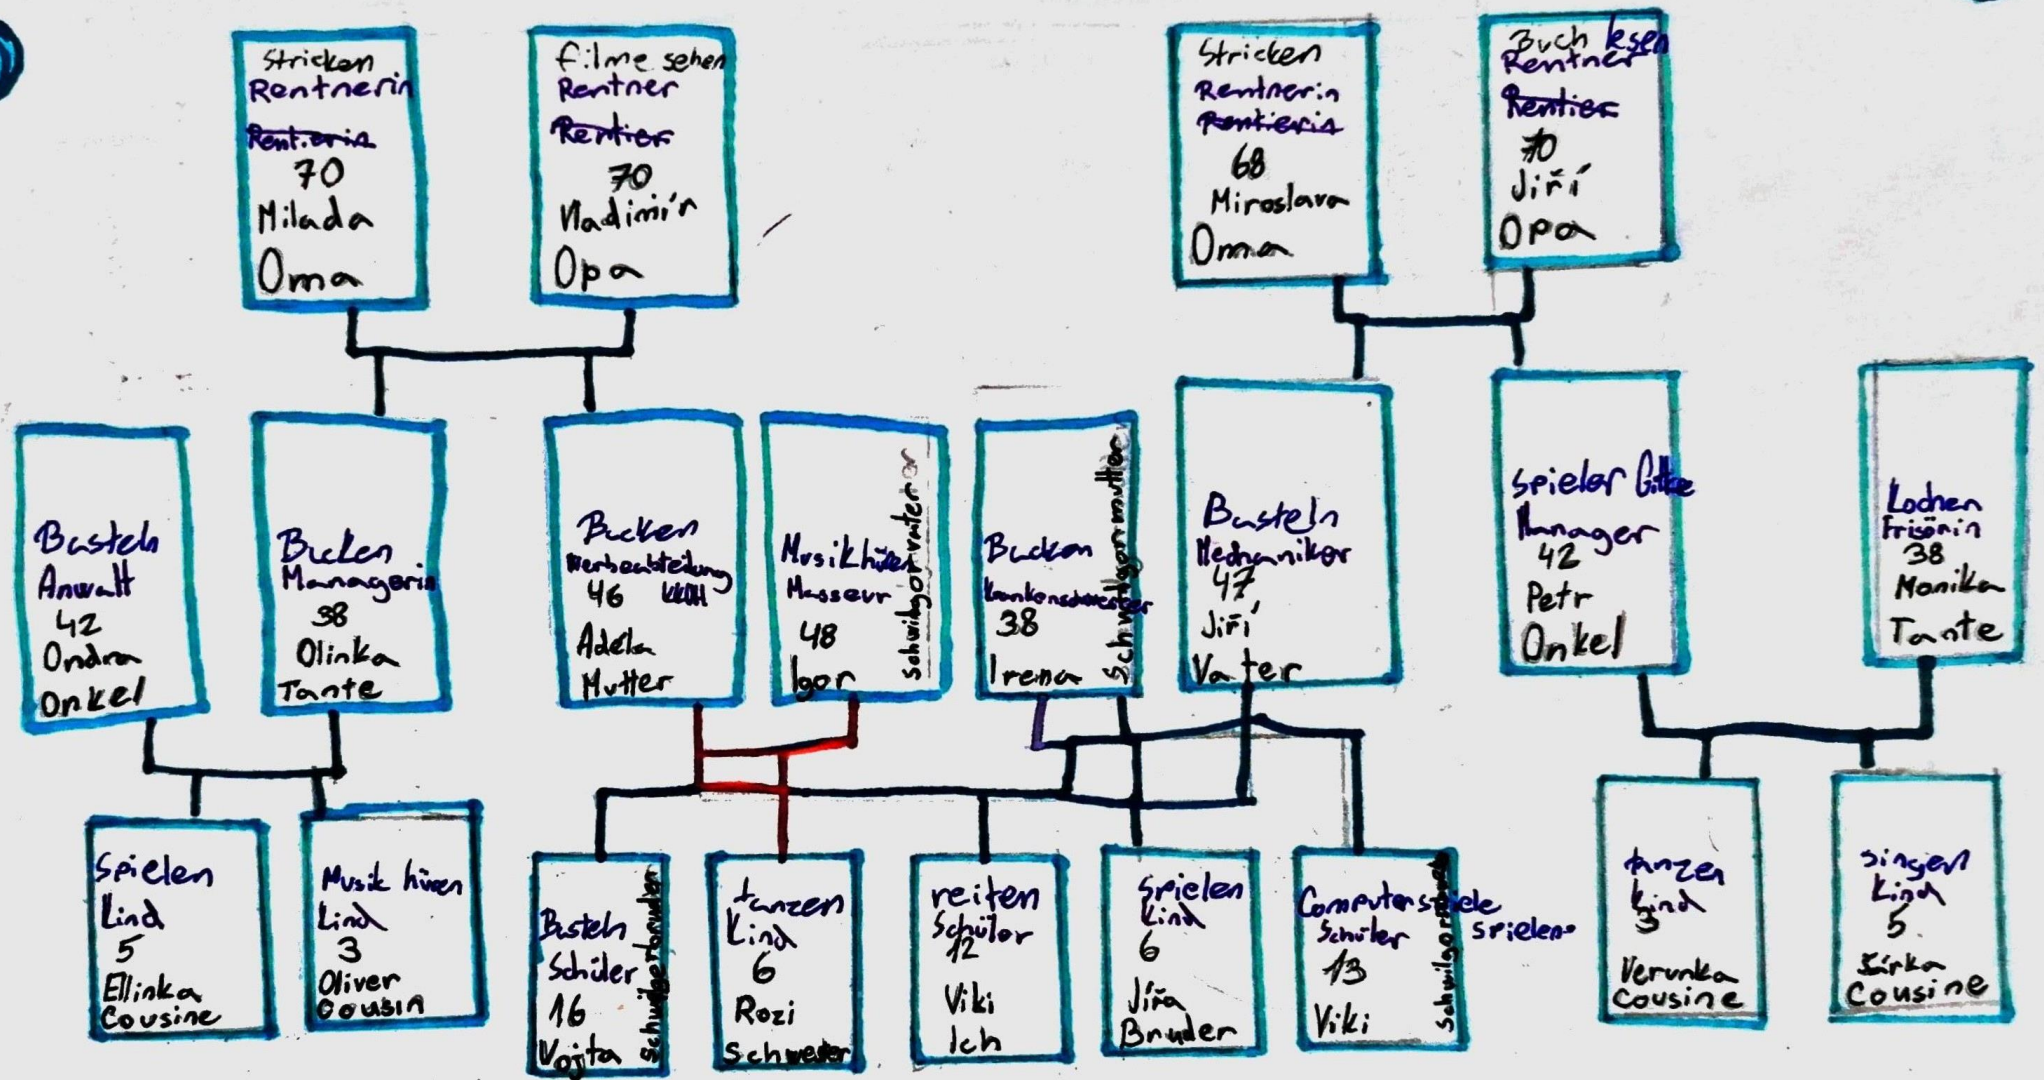 Stricken
Rentnerin
Rentierin
70
Milada
Oma
filme sehen
Rentner
Rentier
70
Vladimír
Opa
Stricken
Rentnerin
Rentierin
68
Miroslava
Oma
Buch lesen
Rentner
Rentier
70
Jiří
Opa
Basteln
Anwalt
42
Ondra
Onkel
Backen
Managerin
38
Olinka
Tante
Backen
Werbeabteilung
46
Adéla
Mutter
Musik hören
Masseur
48
Igor
Backen
Krankenschwester
38
Irena
Basteln
Mechaniker
47
Jiří
Vater
Manager
42
Petr
Onkel
Kochen
Frisörin
38
Monika
Tante
Spielen
Kind
5
Ellinka
Cousine
Musik hören
Kind
3
Oliver
Cousin
Basteln
Schüler
16
Vojta
tanzen
Kind
6
Rozi
Schwester
reiten
Schüler
12
Viki
Ich
Spielen
Kind
6
Jířa
Bruder
Computerspiele
spielen
Schüler
13
Viki
tanzen
Kind
3
Verunka
Cousine
singen
Kind
5
Šárka
Cousine